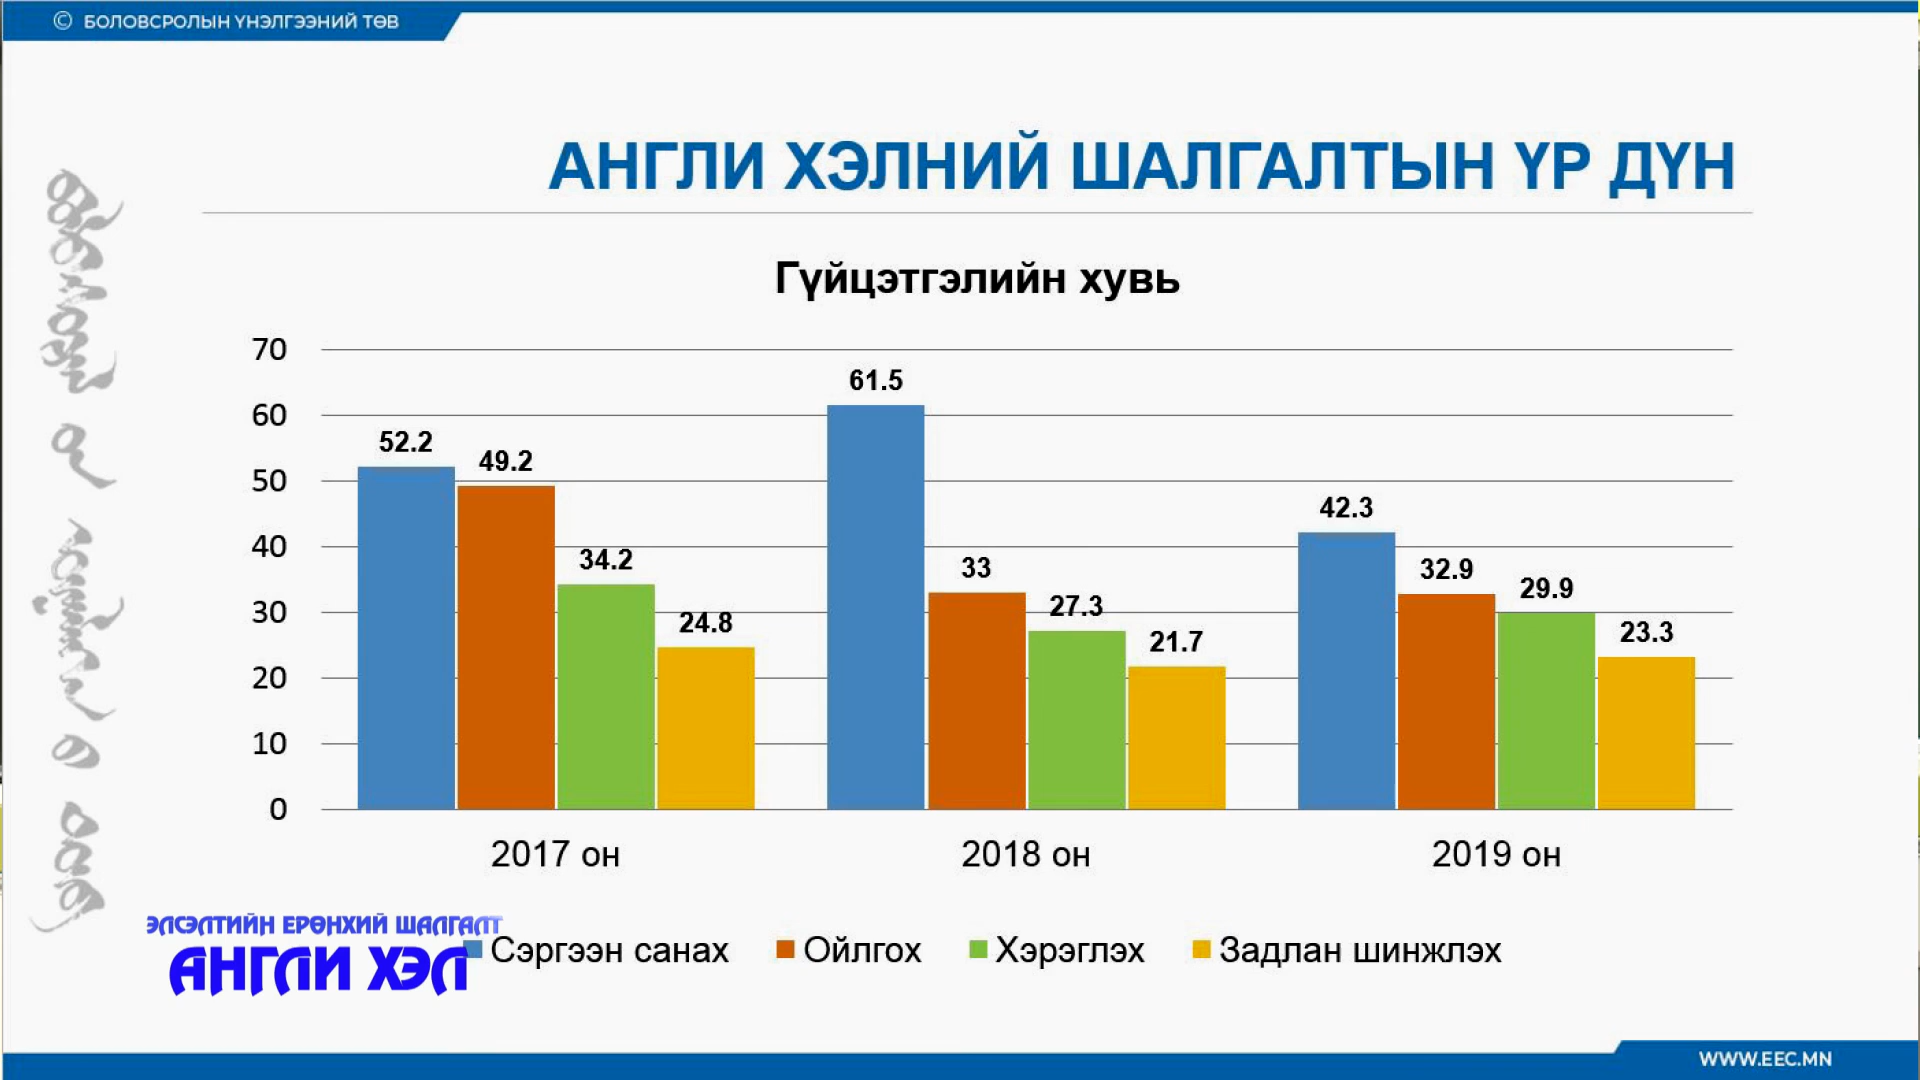 © БОЛОВСРОЛЫН ҮНЭЛГЭЭНИЙ ТӨВ
АНГЛИ ХЭЛНИЙ ШАЛГАЛТЫН ҮР ДҮН
Гүйцэтгэлийн хувь
70
60
50
40
30
20
10
0
52.2
49.2
34.2
24.8
61.5
33
27.3
21.7
42.3
32.9
29.9
23.3
2017 он
2018 он
2019 он
Сэргээн санах
Ойлгох
Хэрэглэх
Задлан шинжлэх
ЭЛСЭЛТИЙН ЕРӨНХИЙ ШАЛГАЛТ
АНГЛИ ХЭЛ
WWW.EEC.MN